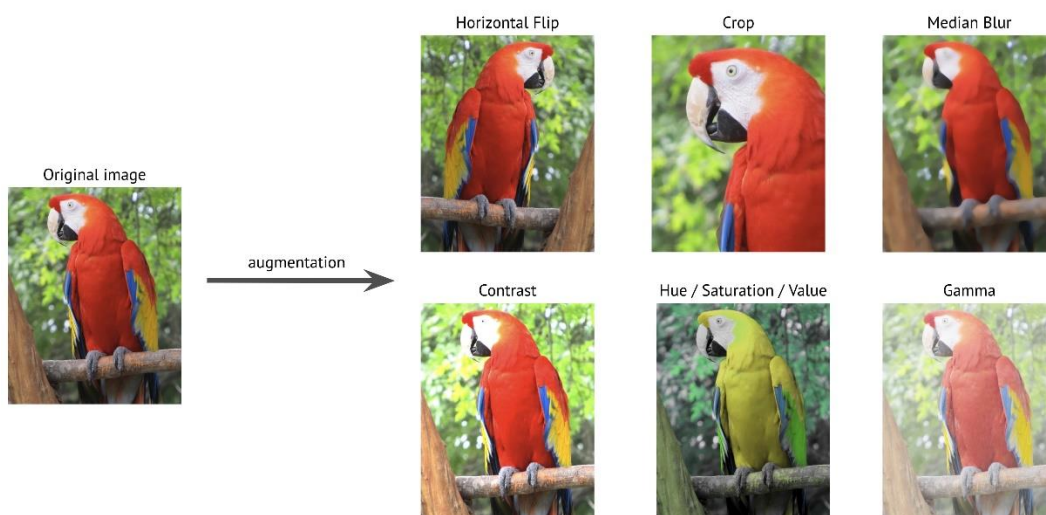 Original image
augmentation
Horizontal Flip
Crop
Median Blur
Contrast
Hue / Saturation / Value
Gamma